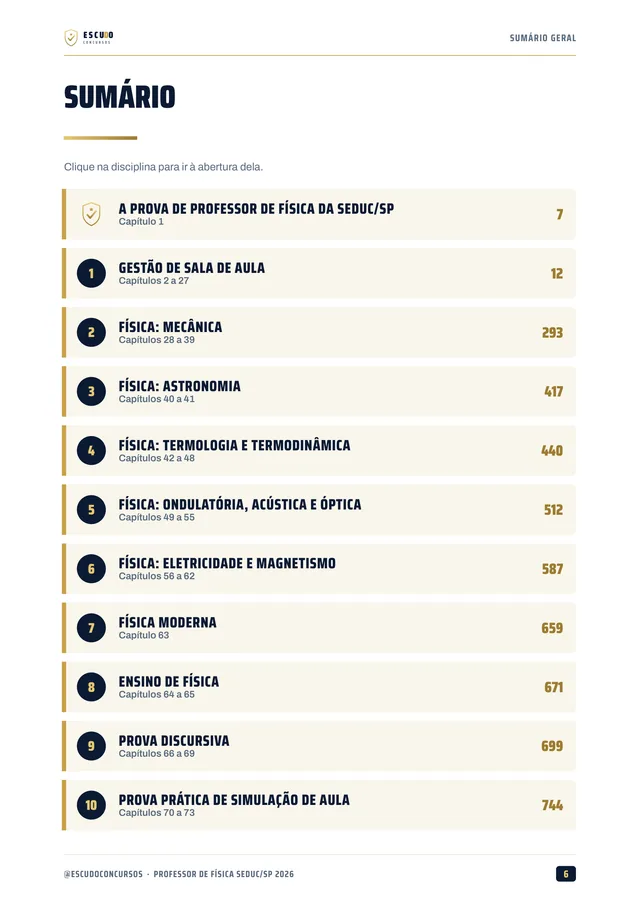 ESCUDO
CONCURSOS
SUMÁRIO GERAL
SUMÁRIO
Clique na disciplina para ir à abertura dela.
A PROVA DE PROFESSOR DE FÍSICA DA SEDUC/SP
Capítulo 1
7
1
GESTÃO DE SALA DE AULA
Capítulos 2 a 27
12
2
FÍSICA: MECÂNICA
Capítulos 28 a 39
293
3
FÍSICA: ASTRONOMIA
Capítulos 40 a 41
417
4
FÍSICA: TERMOLOGIA E TERMODINÂMICA
Capítulos 42 a 48
440
5
FÍSICA: ONDULATÓRIA, ACÚSTICA E ÓPTICA
Capítulos 49 a 55
512
6
FÍSICA: ELETRICIDADE E MAGNETISMO
Capítulos 56 a 62
587
7
FÍSICA MODERNA
Capítulo 63
659
8
ENSINO DE FÍSICA
Capítulos 64 a 65
671
9
PROVA DISCURSIVA
Capítulos 66 a 69
699
10
PROVA PRÁTICA DE SIMULAÇÃO DE AULA
Capítulos 70 a 73
744
@ESCUDOCONCURSOS · PROFESSOR DE FÍSICA SEDUC/SP 2026
6